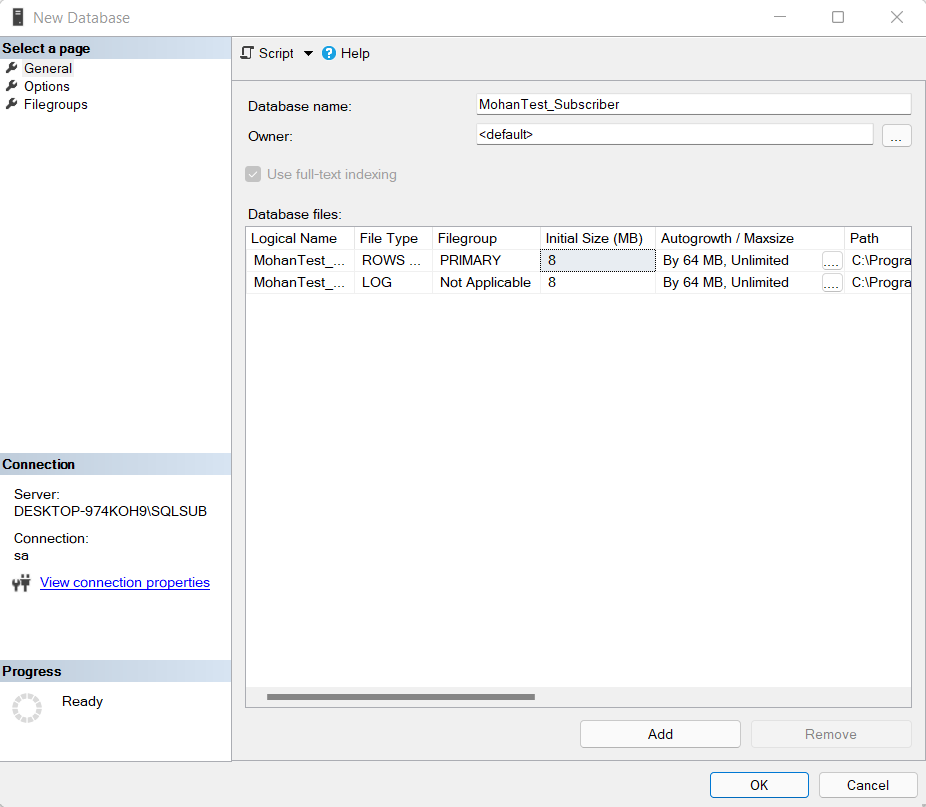 New Database
Select a page
General
Options
Filegroups
Script
Help
Database name:
MohanTest_Subscriber
Owner:
<default>
...
Use full-text indexing
Database files:
Logical Name File Type Filegroup Initial Size (MB) Autogrowth / Maxsize Path
MohanTest_... ROWS ... PRIMARY 8 By 64 MB, Unlimited .... C:\Progra
MohanTest_... LOG Not Applicable 8 By 64 MB, Unlimited .... C:\Progra
Connection
Server:
DESKTOP-974KOH9\SQLSUB
Connection:
sa
View connection properties
Progress
Ready
Add
Remove
OK
Cancel